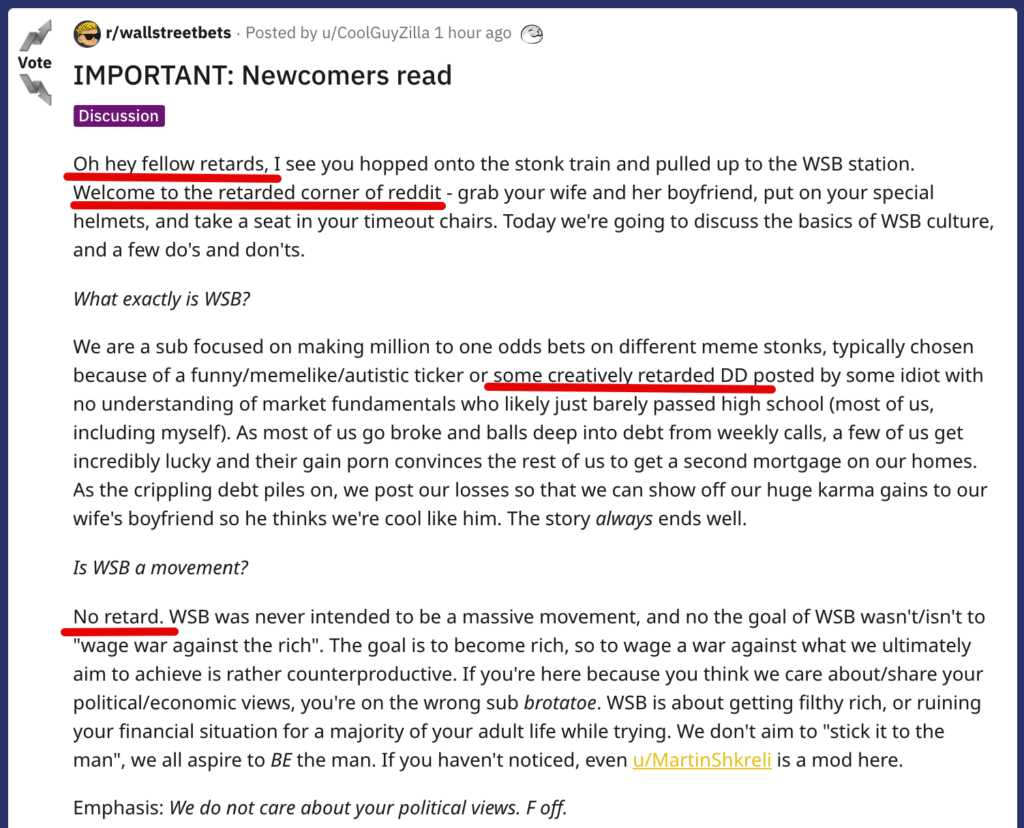 r/wallstreetbets · Posted by u/CoolGuyZilla 1 hour ago
Vote
IMPORTANT: Newcomers read
Discussion
Oh hey fellow retards, I see you hopped onto the stonk train and pulled up to the WSB station.
Welcome to the retarded corner of reddit - grab your wife and her boyfriend, put on your special
helmets, and take a seat in your timeout chairs. Today we're going to discuss the basics of WSB culture,
and a few do's and don'ts.
What exactly is WSB?
We are a sub focused on making million to one odds bets on different meme stonks, typically chosen
because of a funny/memelike/autistic ticker or some creatively retarded DD posted by some idiot with
no understanding of market fundamentals who likely just barely passed high school (most of us,
including myself). As most of us go broke and balls deep into debt from weekly calls, a few of us get
incredibly lucky and their gain porn convinces the rest of us to get a second mortgage on our homes.
As the crippling debt piles on, we post our losses so that we can show off our huge karma gains to our
wife's boyfriend so he thinks we're cool like him. The story always ends well.
Is WSB a movement?
No retard. WSB was never intended to be a massive movement, and no the goal of WSB wasn't/isn't to
"wage war against the rich". The goal is to become rich, so to wage a war against what we ultimately
aim to achieve is rather counterproductive. If you're here because you think we care about/share your
political/economic views, you're on the wrong sub brotatoe. WSB is about getting filthy rich, or ruining
your financial situation for a majority of your adult life while trying. We don't aim to "stick it to the
man", we all aspire to BE the man. If you haven't noticed, even u/MartinShkreli is a mod here.
Emphasis: We do not care about your political views. F off.